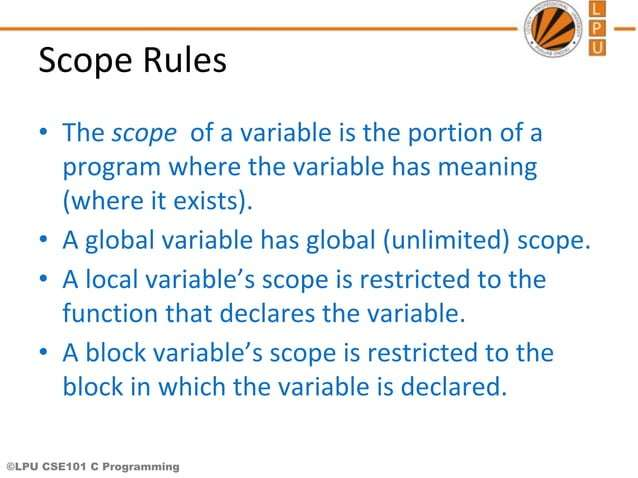 L
P
U
Scope Rules
• The scope of a variable is the portion of a
program where the variable has meaning
(where it exists).
• A global variable has global (unlimited) scope.
• A local variable’s scope is restricted to the
function that declares the variable.
• A block variable’s scope is restricted to the
block in which the variable is declared.
©LPU CSE101 C Programming